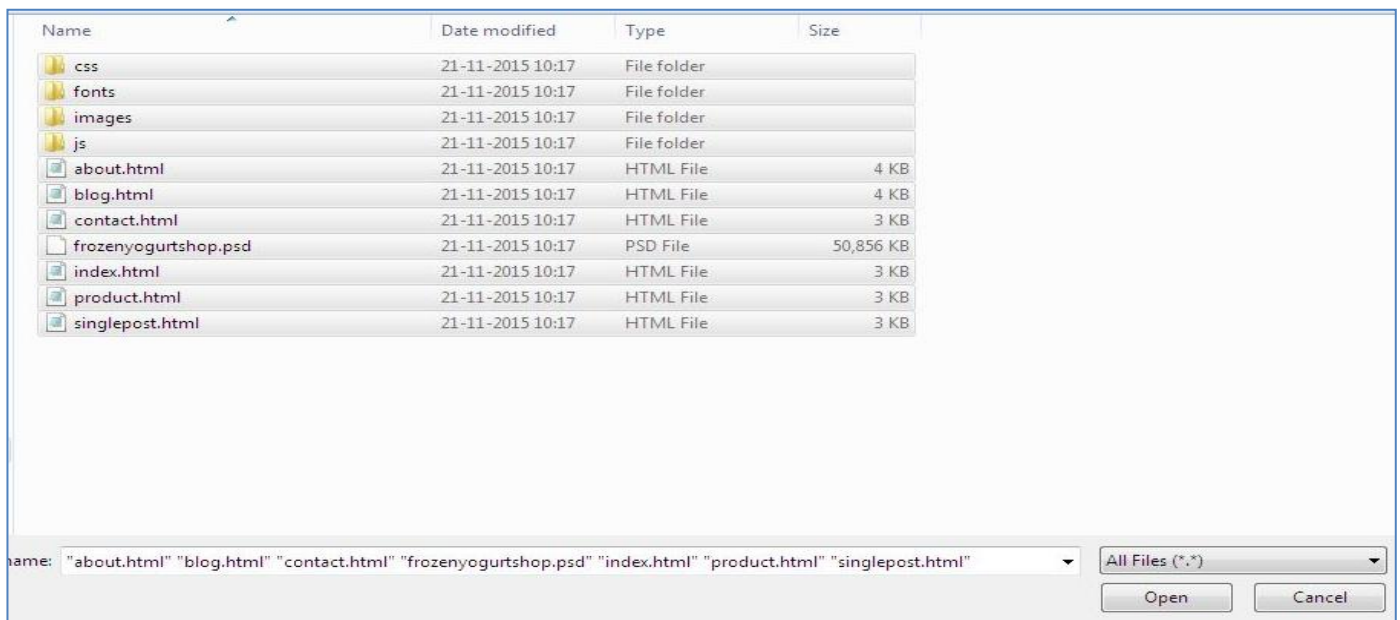 Name Date modified Type Size
css 21-11-2015 10:17 File folder
fonts 21-11-2015 10:17 File folder
images 21-11-2015 10:17 File folder
js 21-11-2015 10:17 File folder
about.html 21-11-2015 10:17 HTML File 4 KB
blog.html 21-11-2015 10:17 HTML File 4 KB
contact.html 21-11-2015 10:17 HTML File 3 KB
frozenyogurtshop.psd 21-11-2015 10:17 PSD File 50,856 KB
index.html 21-11-2015 10:17 HTML File 3 KB
product.html 21-11-2015 10:17 HTML File 3 KB
singlepost.html 21-11-2015 10:17 HTML File 3 KB
name: "about.html" "blog.html" "contact.html" "frozenyogurtshop.psd" "index.html" "product.html" "singlepost.html" All Files (*.*)
Open Cancel